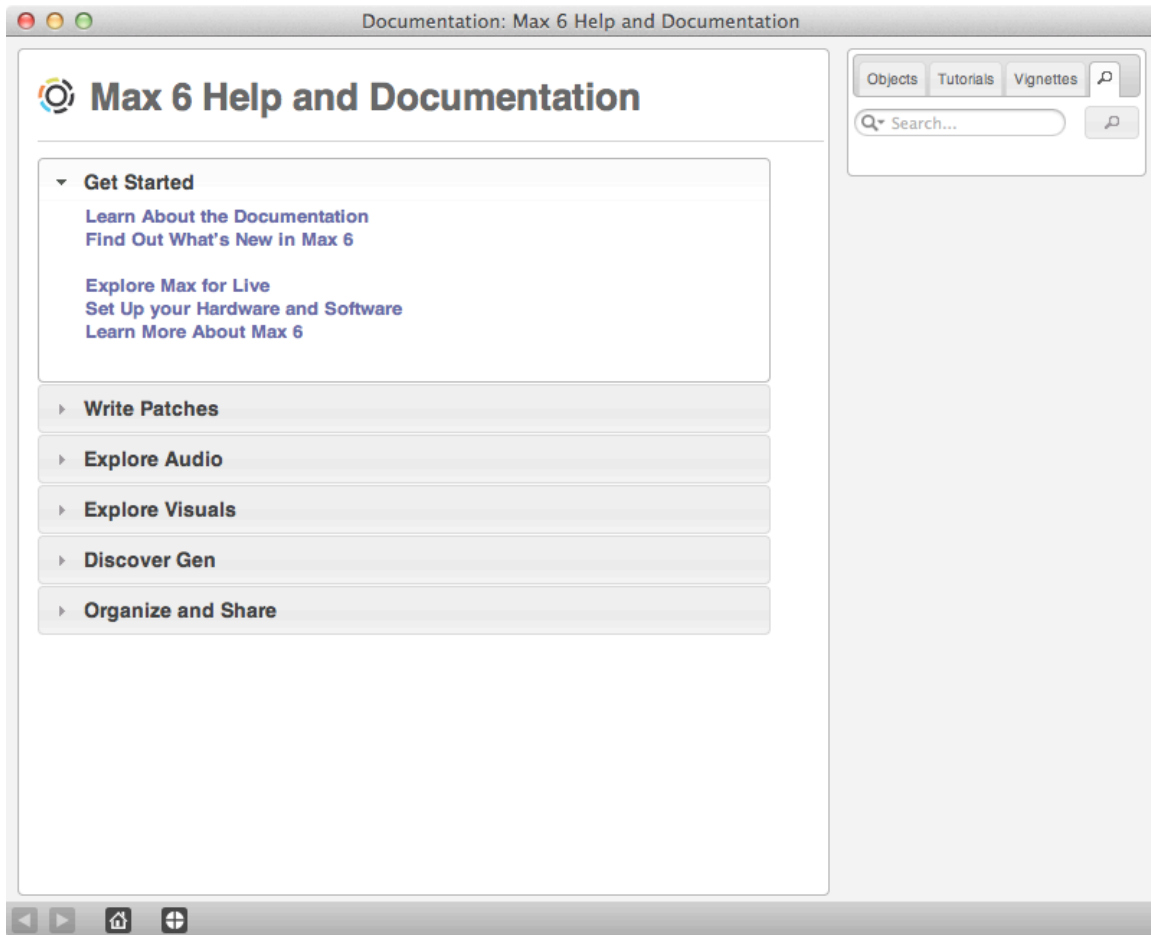 Documentation: Max 6 Help and Documentation
Max 6 Help and Documentation
Get Started
Learn About the Documentation
Find Out What's New in Max 6
Explore Max for Live
Set Up your Hardware and Software
Learn More About Max 6
Write Patches
Explore Audio
Explore Visuals
Discover Gen
Organize and Share
Objects Tutorials Vignettes
Search...